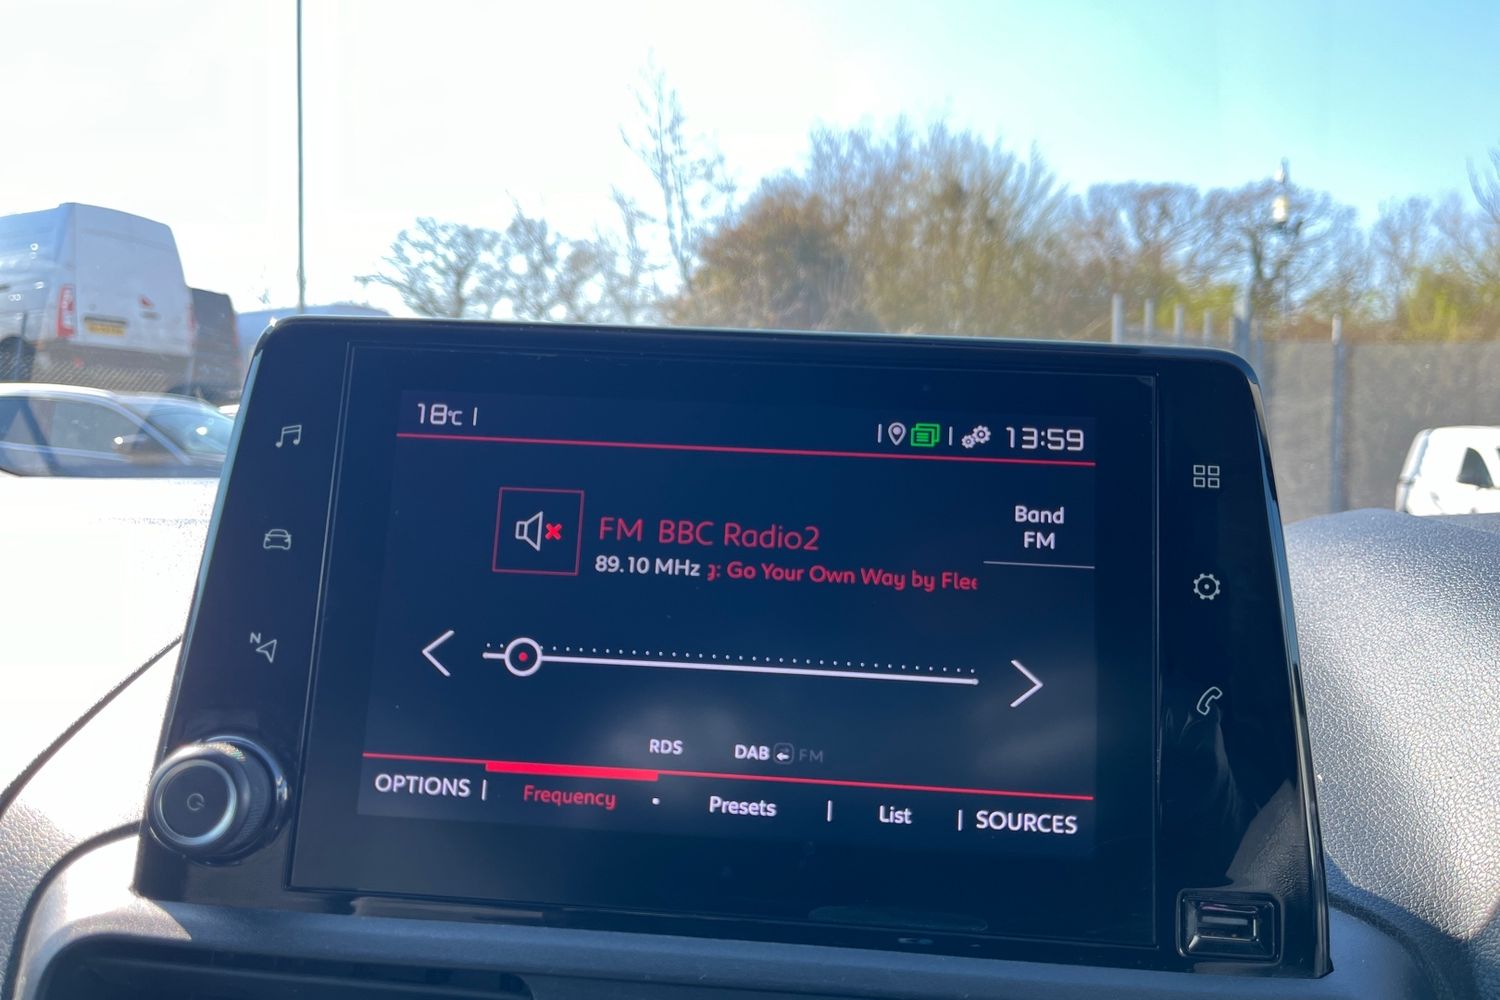 18°C
13:59
FM BBC Radio2
89.10 MHz : Go Your Own Way by Flee
Band
FM
N
RDS
DAB FM
OPTIONS Frequency Presets List SOURCES